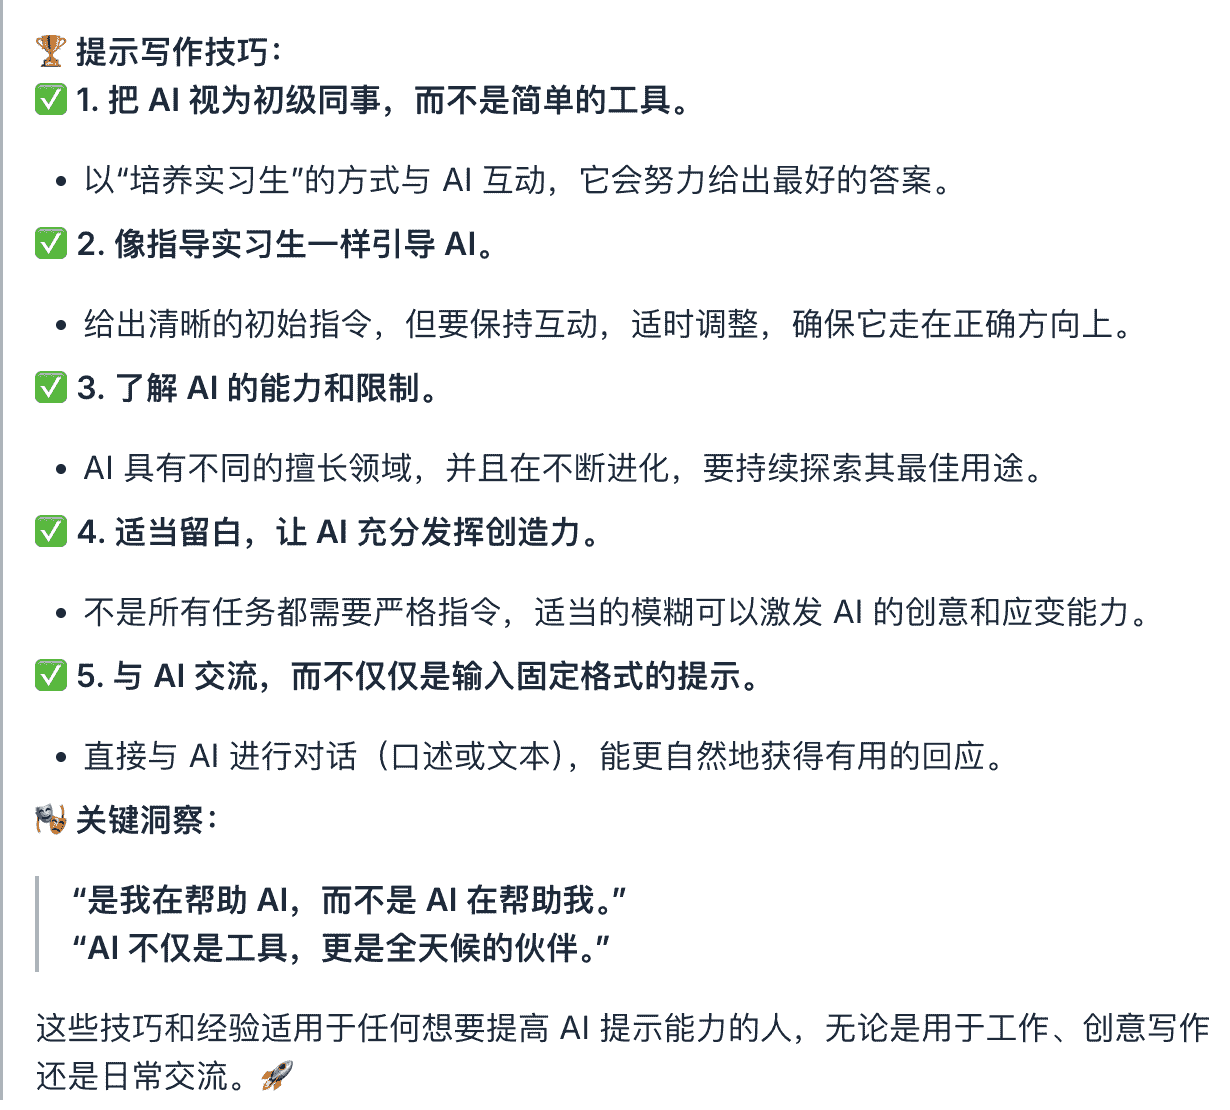 🏆 提示写作技巧：
✅ 1. 把 AI 视为初级同事，而不是简单的工具。
• 以“培养实习生”的方式与 AI 互动，它会努力给出最好的答案。
✅ 2. 像指导实习生一样引导 AI。
• 给出清晰的初始指令，但要保持互动，适时调整，确保它走在正确方向上。
✅ 3. 了解 AI 的能力和限制。
• AI 具有不同的擅长领域，并且在不断进化，要持续探索其最佳用途。
✅ 4. 适当留白，让 AI 充分发挥创造力。
• 不是所有任务都需要严格指令，适当的模糊可以激发 AI 的创意和应变能力。
✅ 5. 与 AI 交流，而不仅仅是输入固定格式的提示。
• 直接与 AI 进行对话（口述或文本），能更自然地获得有用的回应。
🎭 关键洞察：
“是我在帮助 AI，而不是 AI 在帮助我。”
“AI 不仅是工具，更是全天候的伙伴。”
这些技巧和经验适用于任何想要提高 AI 提示能力的人，无论是用于工作、创意写作
还是日常交流。🚀